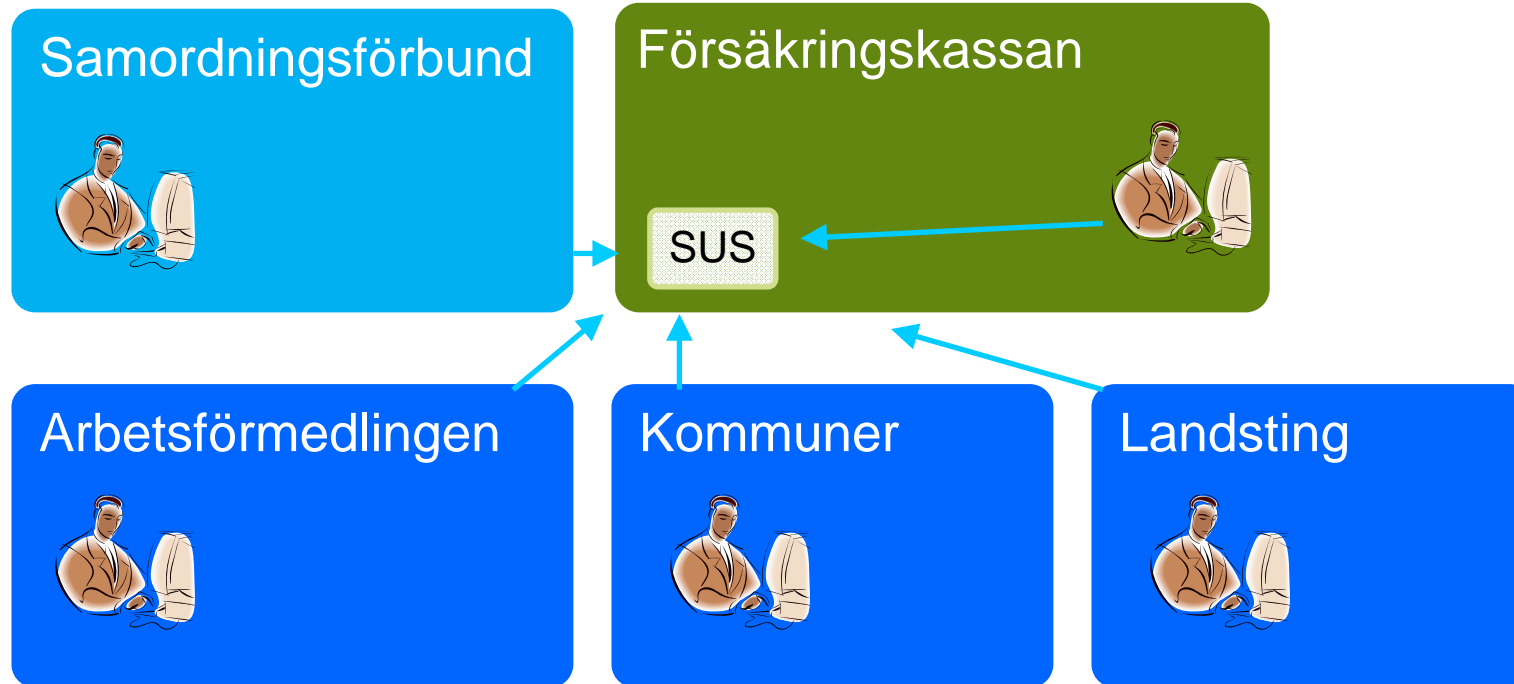 Samordningsförbund
Försäkringskassan
SUS
Arbetsförmedlingen
Kommuner
Landsting